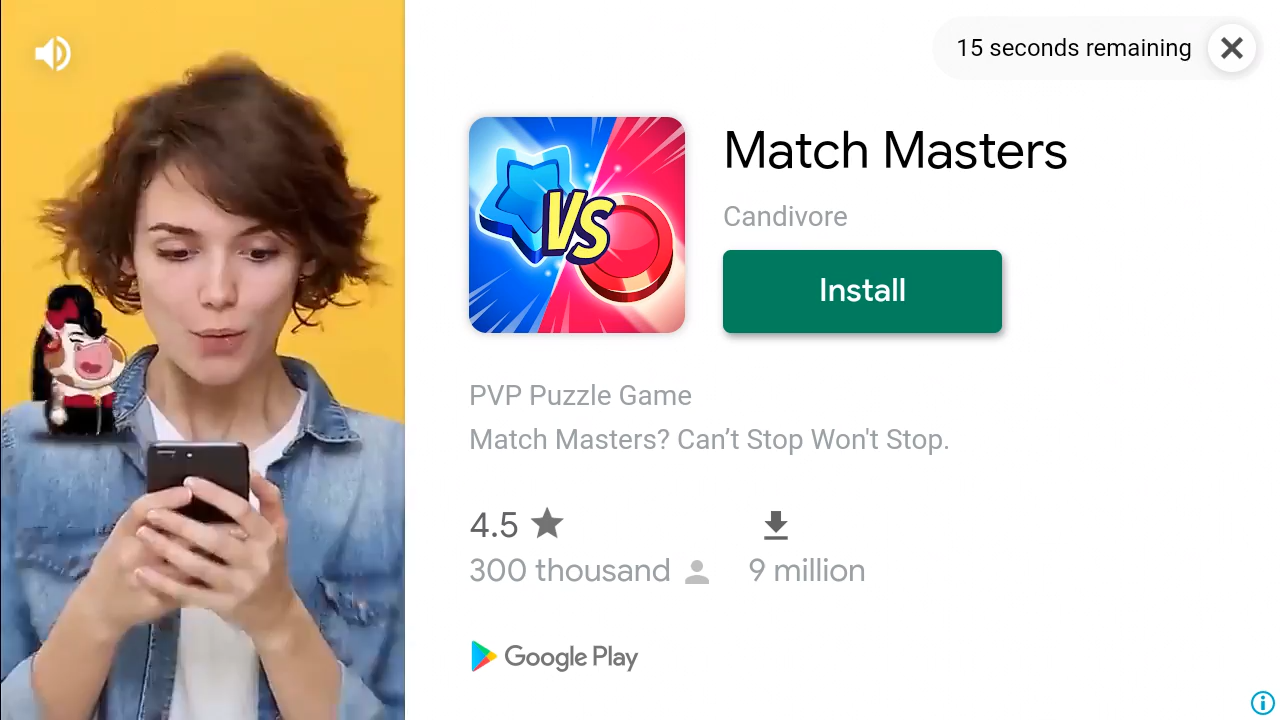 15 seconds remaining
VS
Match Masters
Candivore
Install
PVP Puzzle Game
Match Masters? Can’t Stop Won't Stop.
4.5
300 thousand
9 million
Google Play